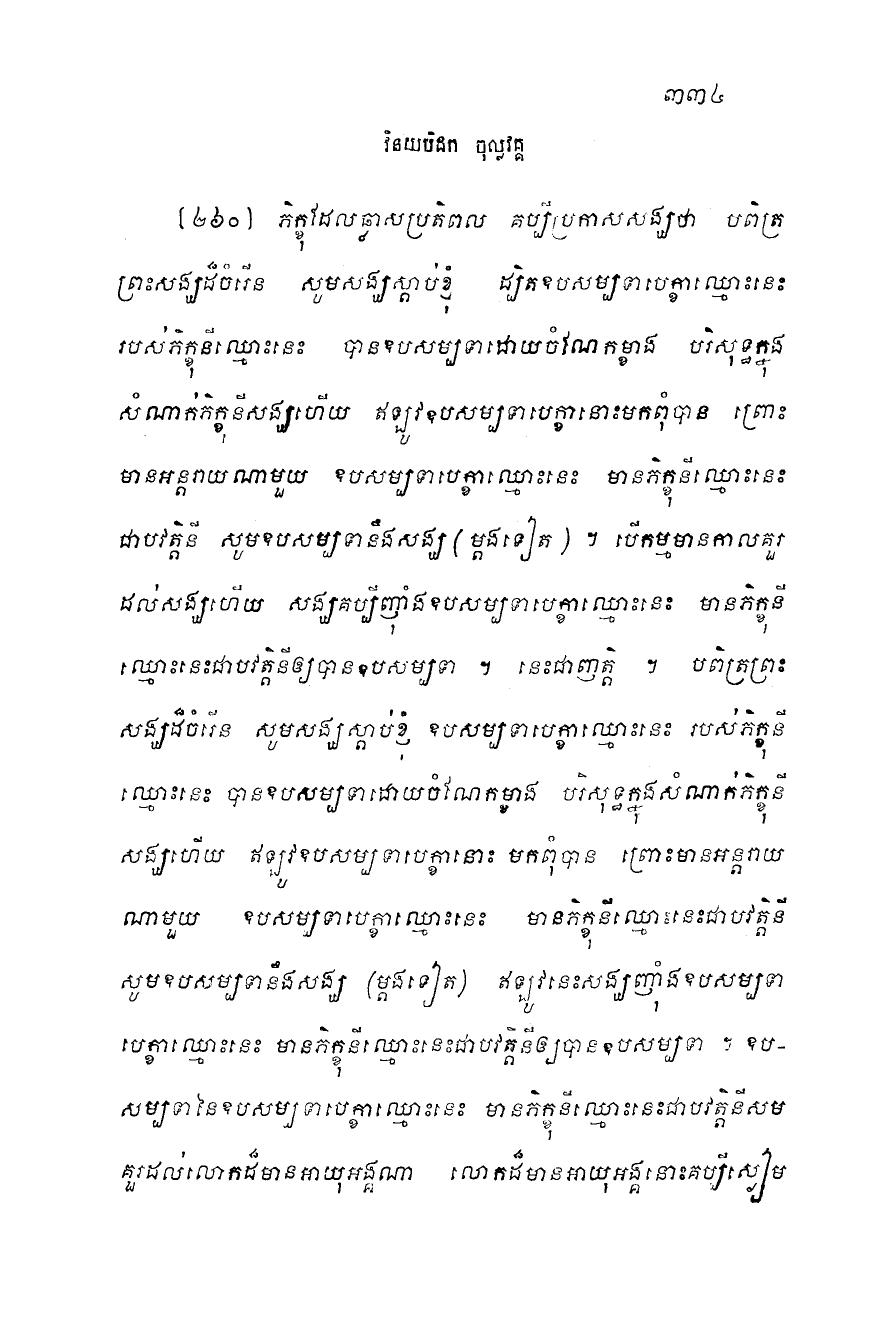 ៣៣៤
វិនយបិដក ចុល្លវគ្គ
(២៦០) ភិក្ខុដែលឆ្លាសប្រតិពល គប្បីប្រកាសសង្ឃថា បពិត្រ
ព្រះសង្ឃដ៏ចំរើន សូមសង្ឃស្តាប់ខ្ញុំ ដ្បិតឧបសម្បទាបេក្ខាឈ្មោះនេះ
របស់ភិក្ខុនីឈ្មោះនេះ បានឧបសម្បទាដោយចំណែកម្ខាង បរិសុទ្ធក្នុង
សំណាក់ភិក្ខុនីសង្ឃហើយ ឥឡូវឧបសម្បទាបេក្ខានោះមកពុំបាន ព្រោះ
មានអន្តរាយណាមួយ ឧបសម្បទាបេក្ខាឈ្មោះនេះ មានភិក្ខុនីឈ្មោះនេះ
ជាបវត្តិនី សូមឧបសម្បទានឹងសង្ឃ (ម្តងទៀត) ។ បើកម្មមានកាលគួរ
ដល់សង្ឃហើយ សង្ឃគប្បីញុំាងឧបសម្បទាបេក្ខាឈ្មោះនេះ មានភិក្ខុនី
ឈ្មោះនេះជាបវត្តិនីឲ្យបានឧបសម្បទា ។ នេះជាញត្តិ ។ បពិត្រព្រះ
សង្ឃដ៏ចំរើន សូមសង្ឃស្តាប់ខ្ញុំ ឧបសម្បទាបេក្ខាឈ្មោះនេះ របស់ភិក្ខុនី
ឈ្មោះនេះ បានឧបសម្បទាដោយចំណែកម្ខាង បរិសុទ្ធក្នុងសំណាក់ភិក្ខុនី
សង្ឃហើយ ឥឡូវឧបសម្បទាបេក្ខានោះ មកពុំបាន ព្រោះមានអន្តរាយ
ណាមួយ ឧបសម្បទាបេក្ខាឈ្មោះនេះ មានភិក្ខុនីឈ្មោះនេះជាបវត្តិនី
សូមឧបសម្បទានឹងសង្ឃ (ម្តងទៀត) ឥឡូវនេះសង្ឃញុំាងឧបសម្បទា
បេក្ខាឈ្មោះនេះ មានភិក្ខុនីឈ្មោះនេះជាបវត្តិនីឲ្យបានឧបសម្បទា ។ ឧប-
សម្បទានៃឧបសម្បទាបេក្ខាឈ្មោះនេះ មានភិក្ខុនីឈ្មោះនេះជាបវត្តិនីសម
គួរដល់លោកដ៏មានអាយុអង្គណា លោកដ៏មានអាយុអង្គនោះគប្បីស្ងៀម